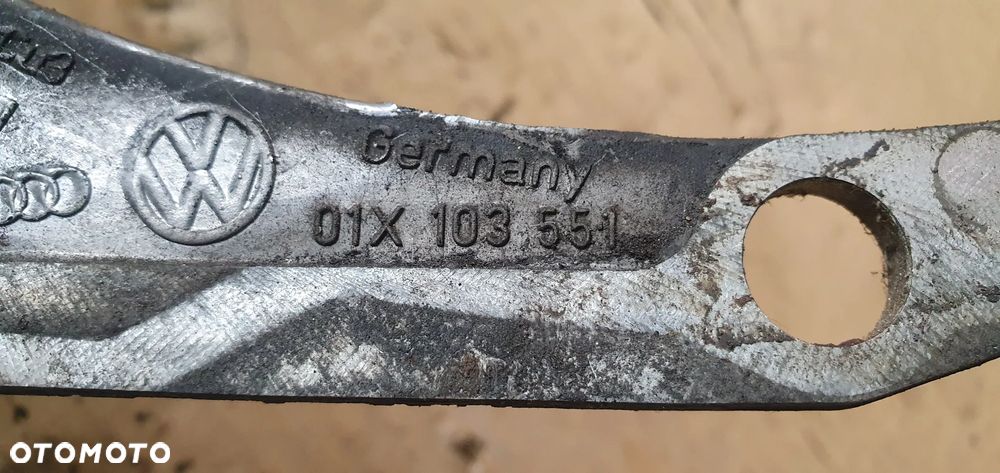 Germany
01X 103 551
OTOMOTO